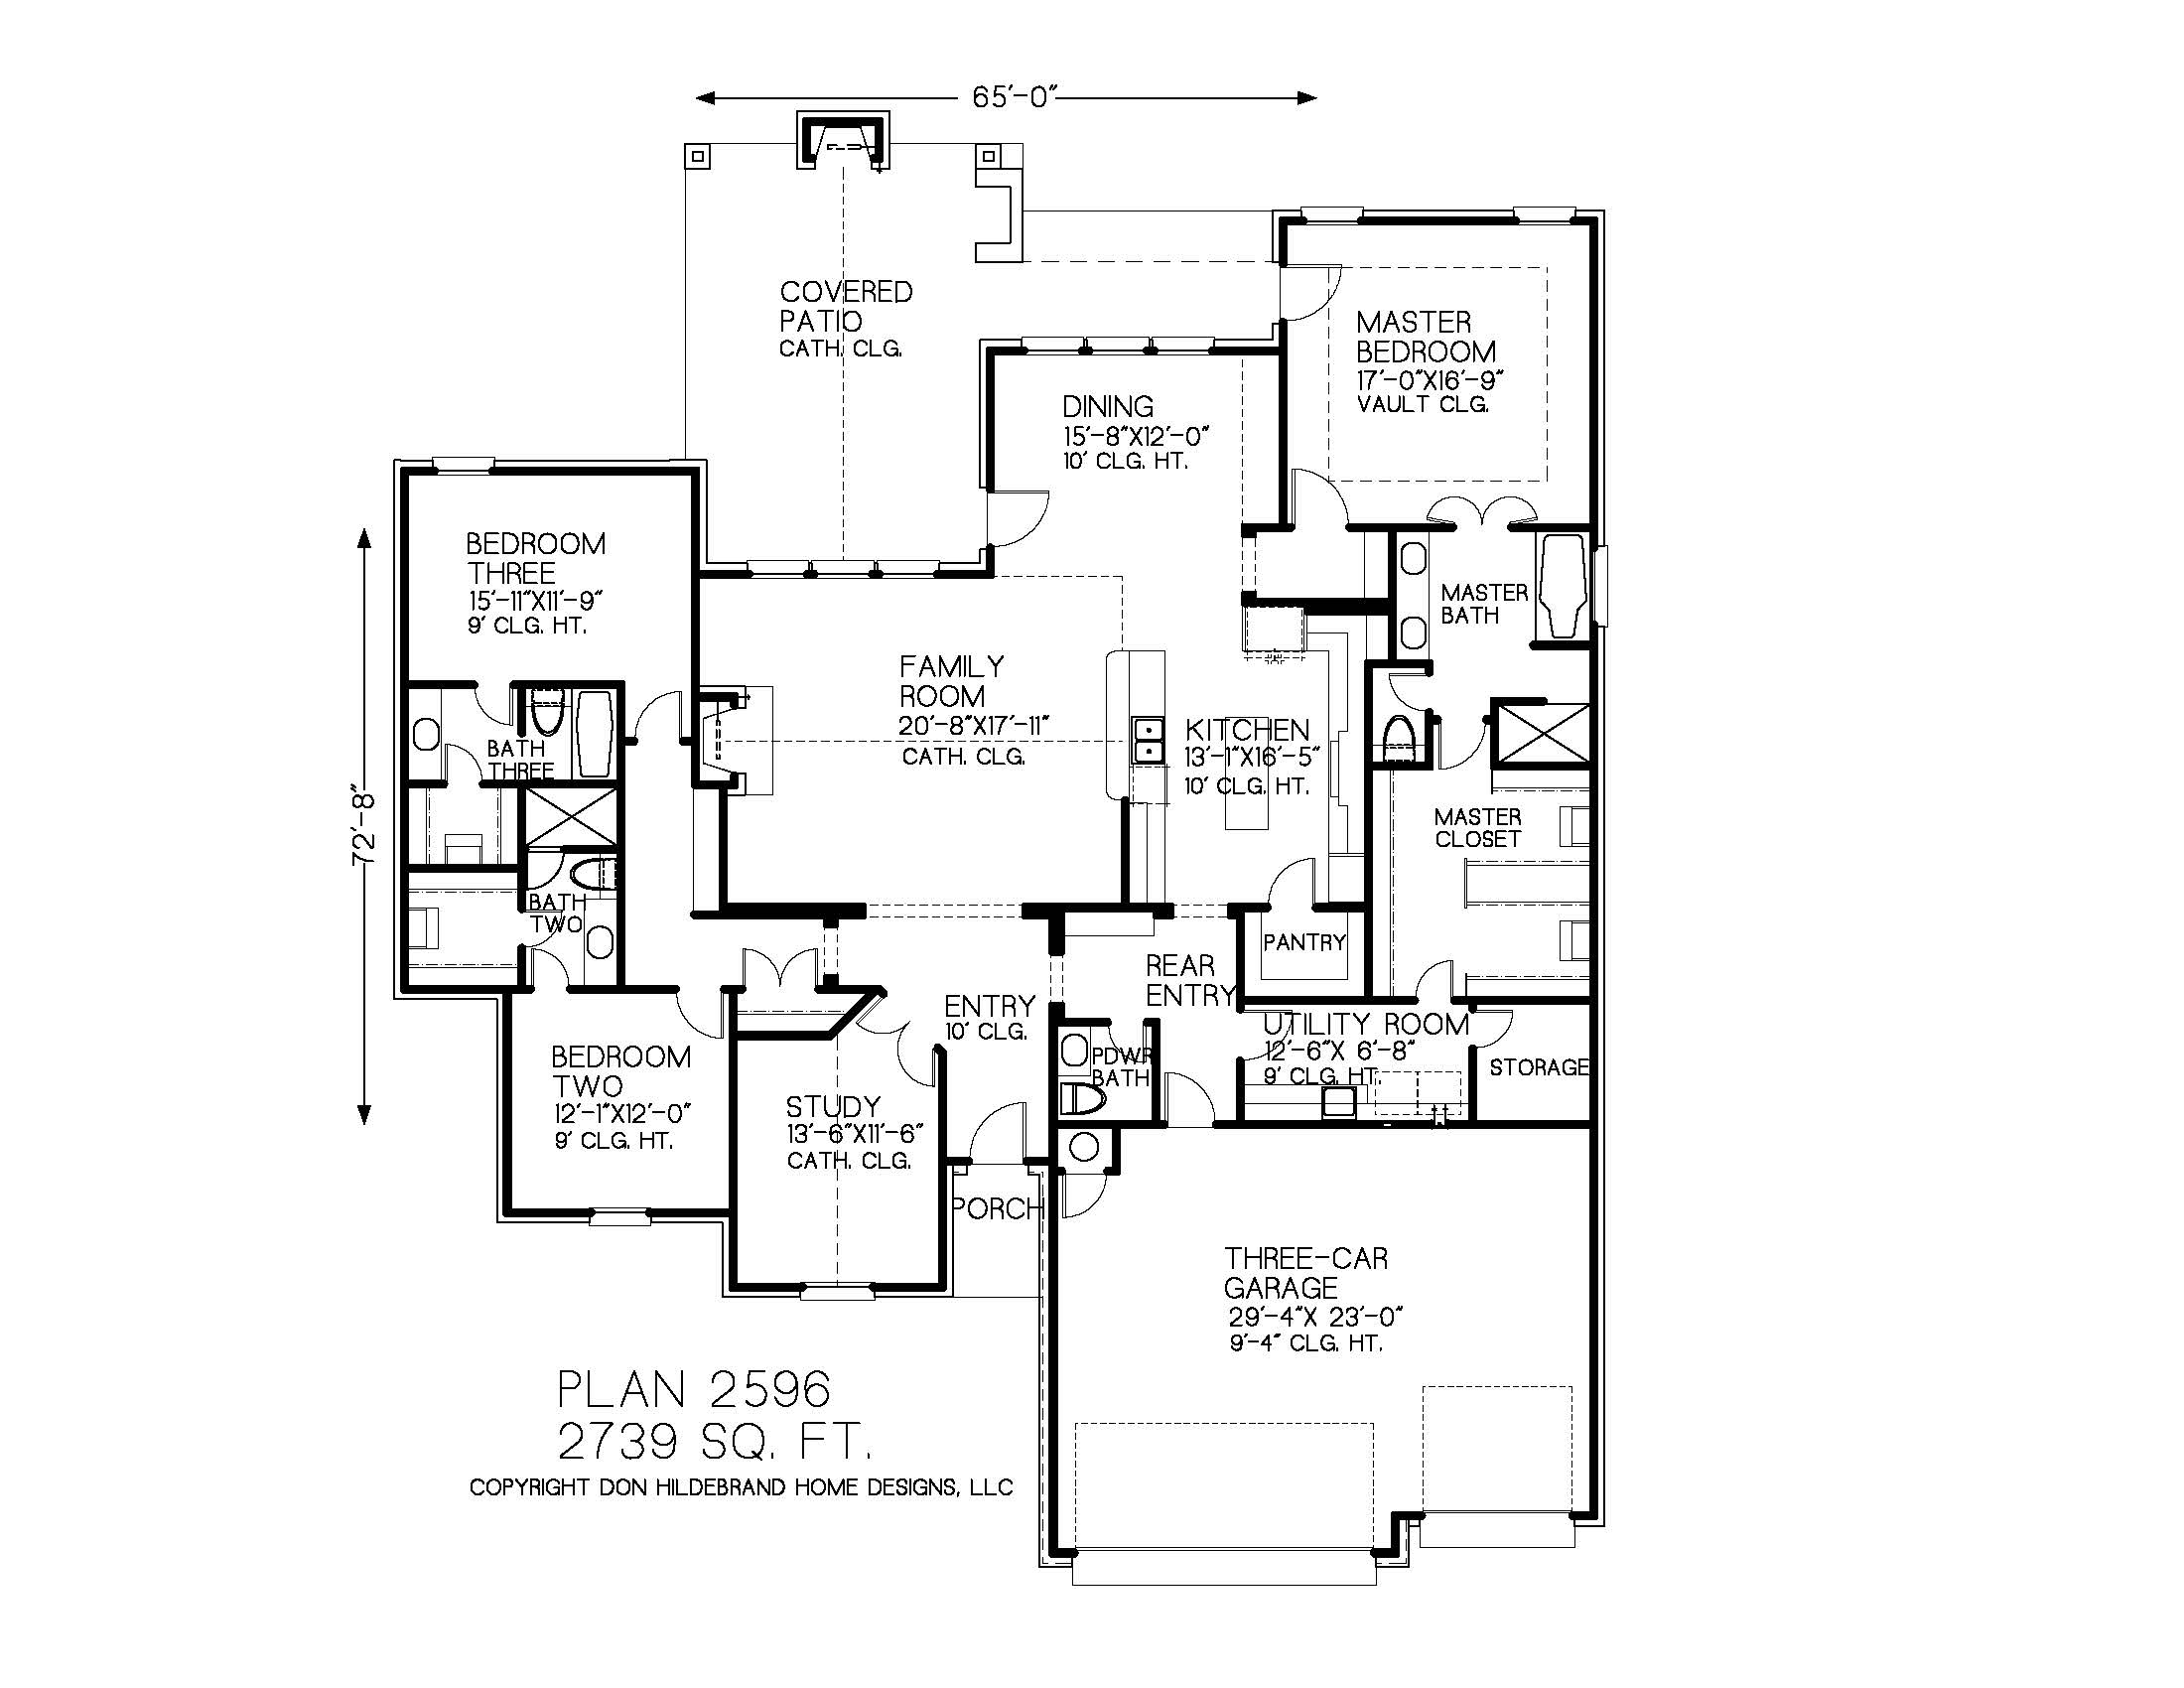 65'-0"
COVERED
PATIO
CATH. CLG.
MASTER
BEDROOM
17'-0"X16'-9"
VAULT CLG.
DINING
15'-8"X12'-0"
10' CLG. HT.
BEDROOM
THREE
15'-11"X11'-9"
9' CLG. HT.
MASTER
BATH
FAMILY
ROOM
20'-8"X17'-11"
CATH. CLG.
KITCHEN
13'-1"X16'-5"
10' CLG. HT.
BATH
THREE
72'-8"
MASTER
CLOSET
BATH
TWO
PANTRY
REAR
ENTRY
ENTRY
10' CLG.
UTILITY ROOM
12'-6"X 6'-8"
9' CLG. HT.
STORAGE
PDWR
BATH
BEDROOM
TWO
12'-1"X12'-0"
9' CLG. HT.
STUDY
13'-6"X11'-6"
CATH. CLG.
PORCH
THREE-CAR
GARAGE
29'-4"X 23'-0"
9'-4" CLG. HT.
PLAN 2596
2739 SQ. FT.
COPYRIGHT DON HILDEBRAND HOME DESIGNS, LLC